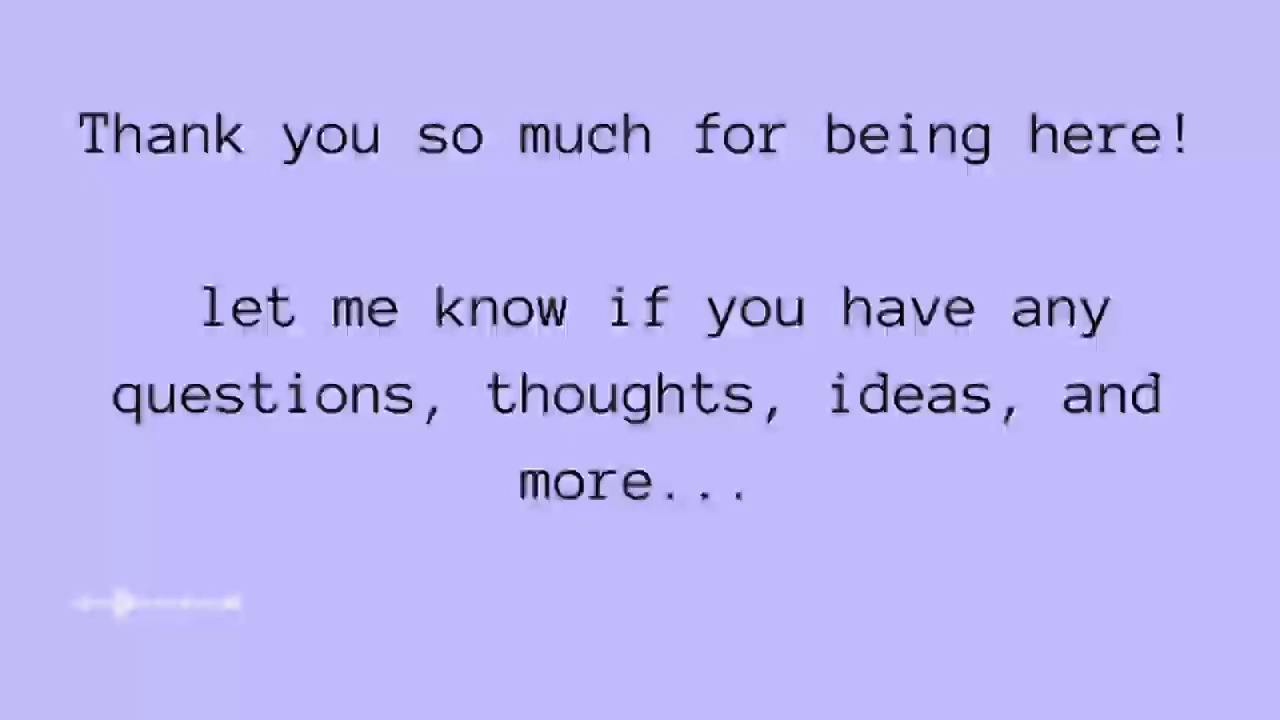 Thank you so much for being here!
let me know if you have any
questions, thoughts, ideas, and
more...